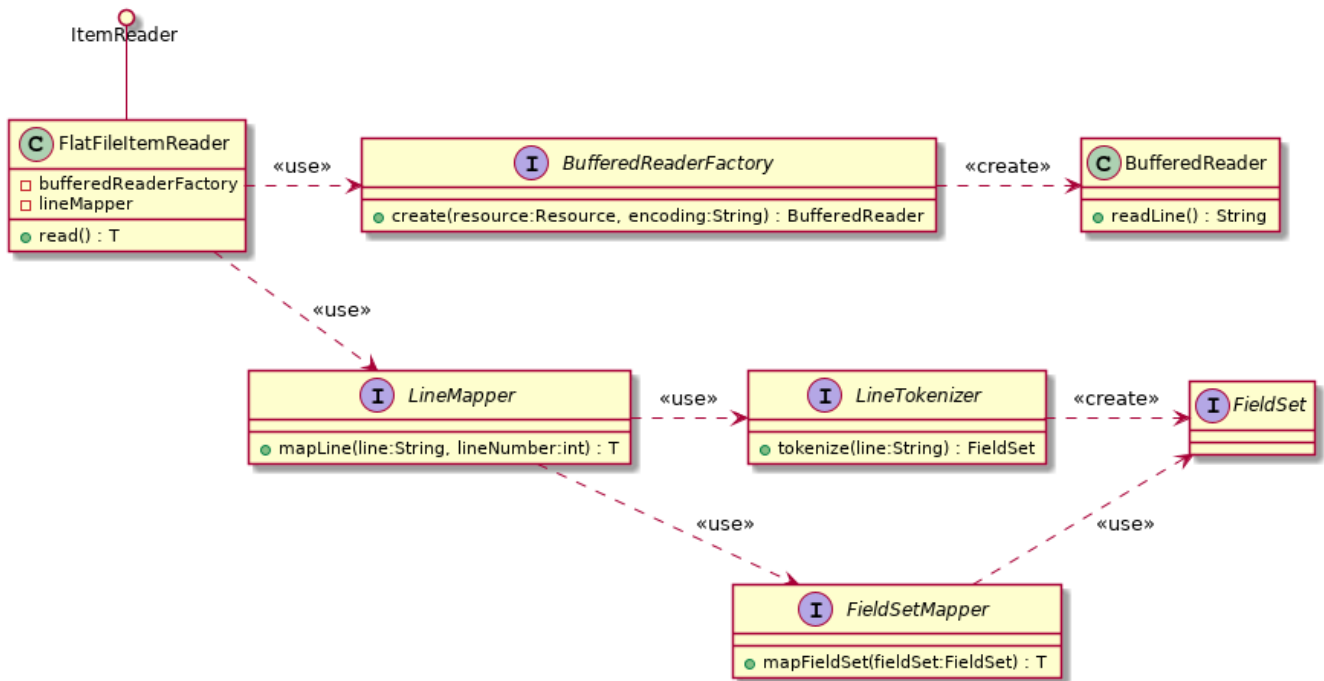 ItemReader
C FlatFileItemReader
bufferedReaderFactory
lineMapper
read() : T
«use»
I BufferedReaderFactory
create(resource:Resource, encoding:String) : BufferedReader
«create»
C BufferedReader
readLine() : String
«use»
I LineMapper
mapLine(line:String, lineNumber:int) : T
«use»
I LineTokenizer
tokenize(line:String) : FieldSet
«create»
I FieldSet
«use»
«use»
I FieldSetMapper
mapFieldSet(fieldSet:FieldSet) : T